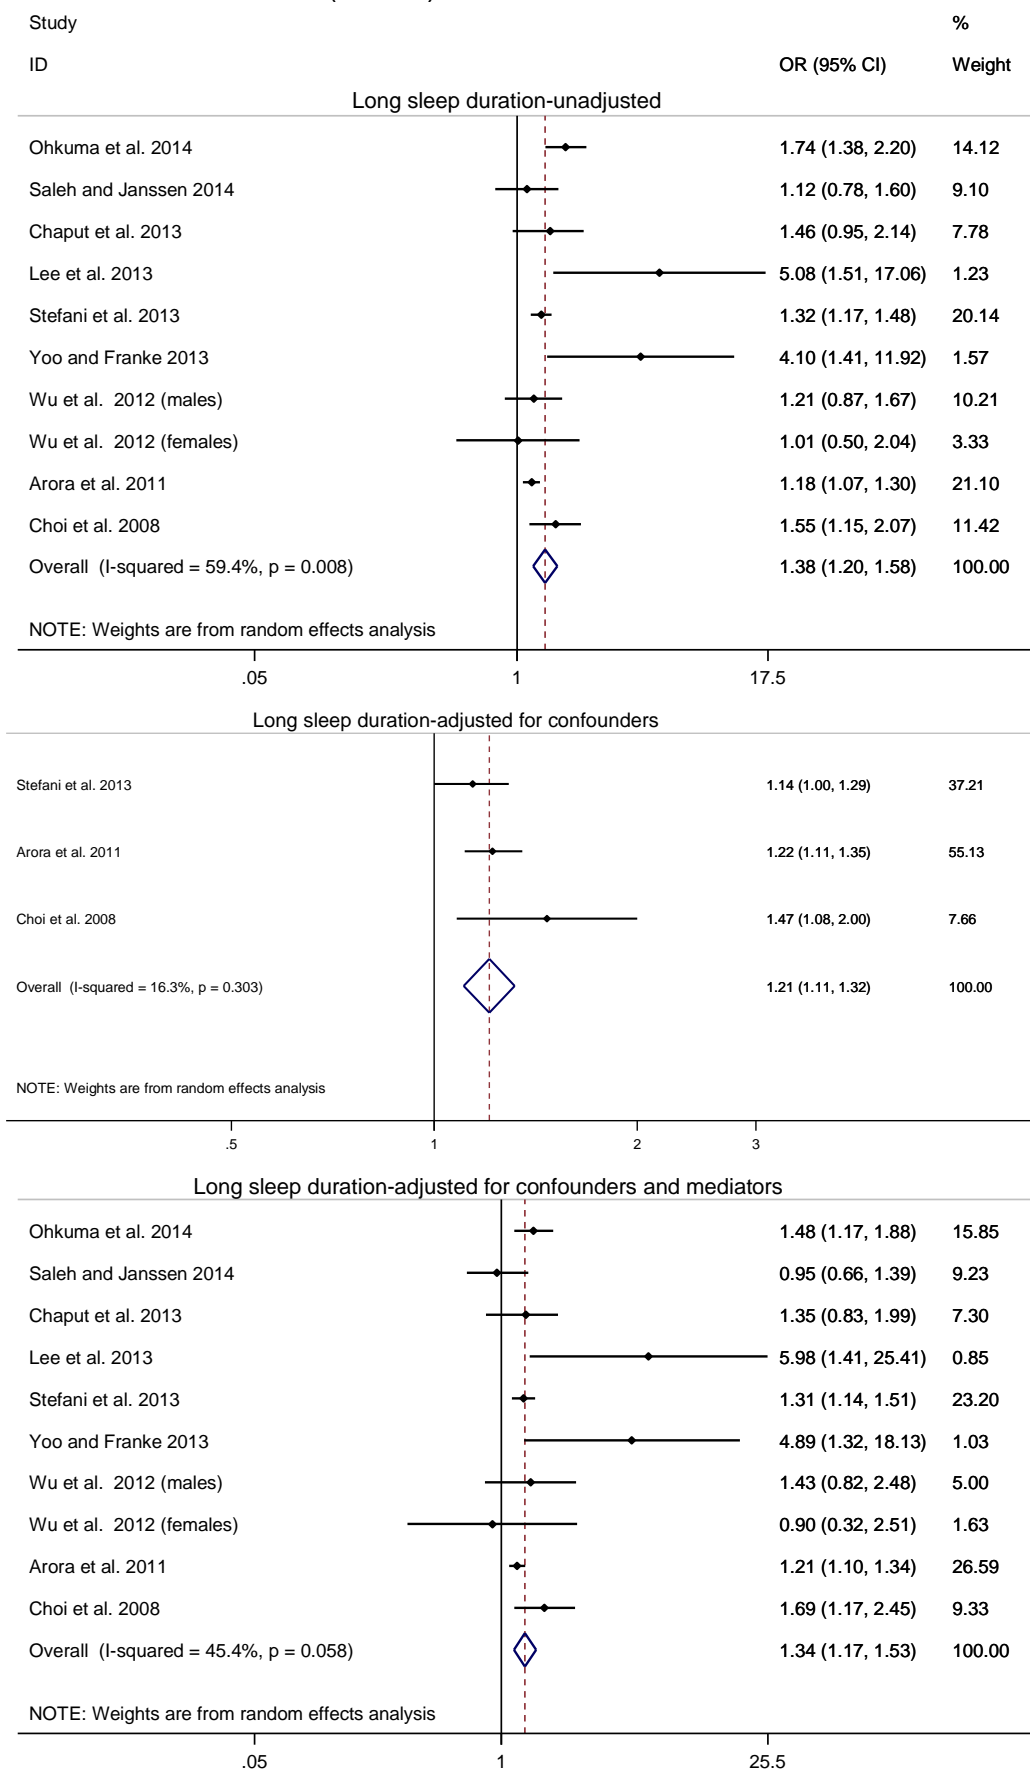 Study %
ID OR (95% CI) Weight
Long sleep duration-unadjusted
Ohkuma et al. 2014 1.74 (1.38, 2.20) 14.12
Saleh and Janssen 2014 1.12 (0.78, 1.60) 9.10
Chaput et al. 2013 1.46 (0.95, 2.14) 7.78
Lee et al. 2013 5.08 (1.51, 17.06) 1.23
Stefani et al. 2013 1.32 (1.17, 1.48) 20.14
Yoo and Franke 2013 4.10 (1.41, 11.92) 1.57
Wu et al. 2012 (males) 1.21 (0.87, 1.67) 10.21
Wu et al. 2012 (females) 1.01 (0.50, 2.04) 3.33
Arora et al. 2011 1.18 (1.07, 1.30) 21.10
Choi et al. 2008 1.55 (1.15, 2.07) 11.42
Overall (I-squared = 59.4%, p = 0.008) 1.38 (1.20, 1.58) 100.00
NOTE: Weights are from random effects analysis
.05 1 17.5
Long sleep duration-adjusted for confounders
Stefani et al. 2013 1.14 (1.00, 1.29) 37.21
Arora et al. 2011 1.22 (1.11, 1.35) 55.13
Choi et al. 2008 1.47 (1.08, 2.00) 7.66
Overall (I-squared = 16.3%, p = 0.303) 1.21 (1.11, 1.32) 100.00
NOTE: Weights are from random effects analysis
.5 1 2 3
Long sleep duration-adjusted for confounders and mediators
Ohkuma et al. 2014 1.48 (1.17, 1.88) 15.85
Saleh and Janssen 2014 0.95 (0.66, 1.39) 9.23
Chaput et al. 2013 1.35 (0.83, 1.99) 7.30
Lee et al. 2013 5.98 (1.41, 25.41) 0.85
Stefani et al. 2013 1.31 (1.14, 1.51) 23.20
Yoo and Franke 2013 4.89 (1.32, 18.13) 1.03
Wu et al. 2012 (males) 1.43 (0.82, 2.48) 5.00
Wu et al. 2012 (females) 0.90 (0.32, 2.51) 1.63
Arora et al. 2011 1.21 (1.10, 1.34) 26.59
Choi et al. 2008 1.69 (1.17, 2.45) 9.33
Overall (I-squared = 45.4%, p = 0.058) 1.34 (1.17, 1.53) 100.00
NOTE: Weights are from random effects analysis
.05 1 25.5